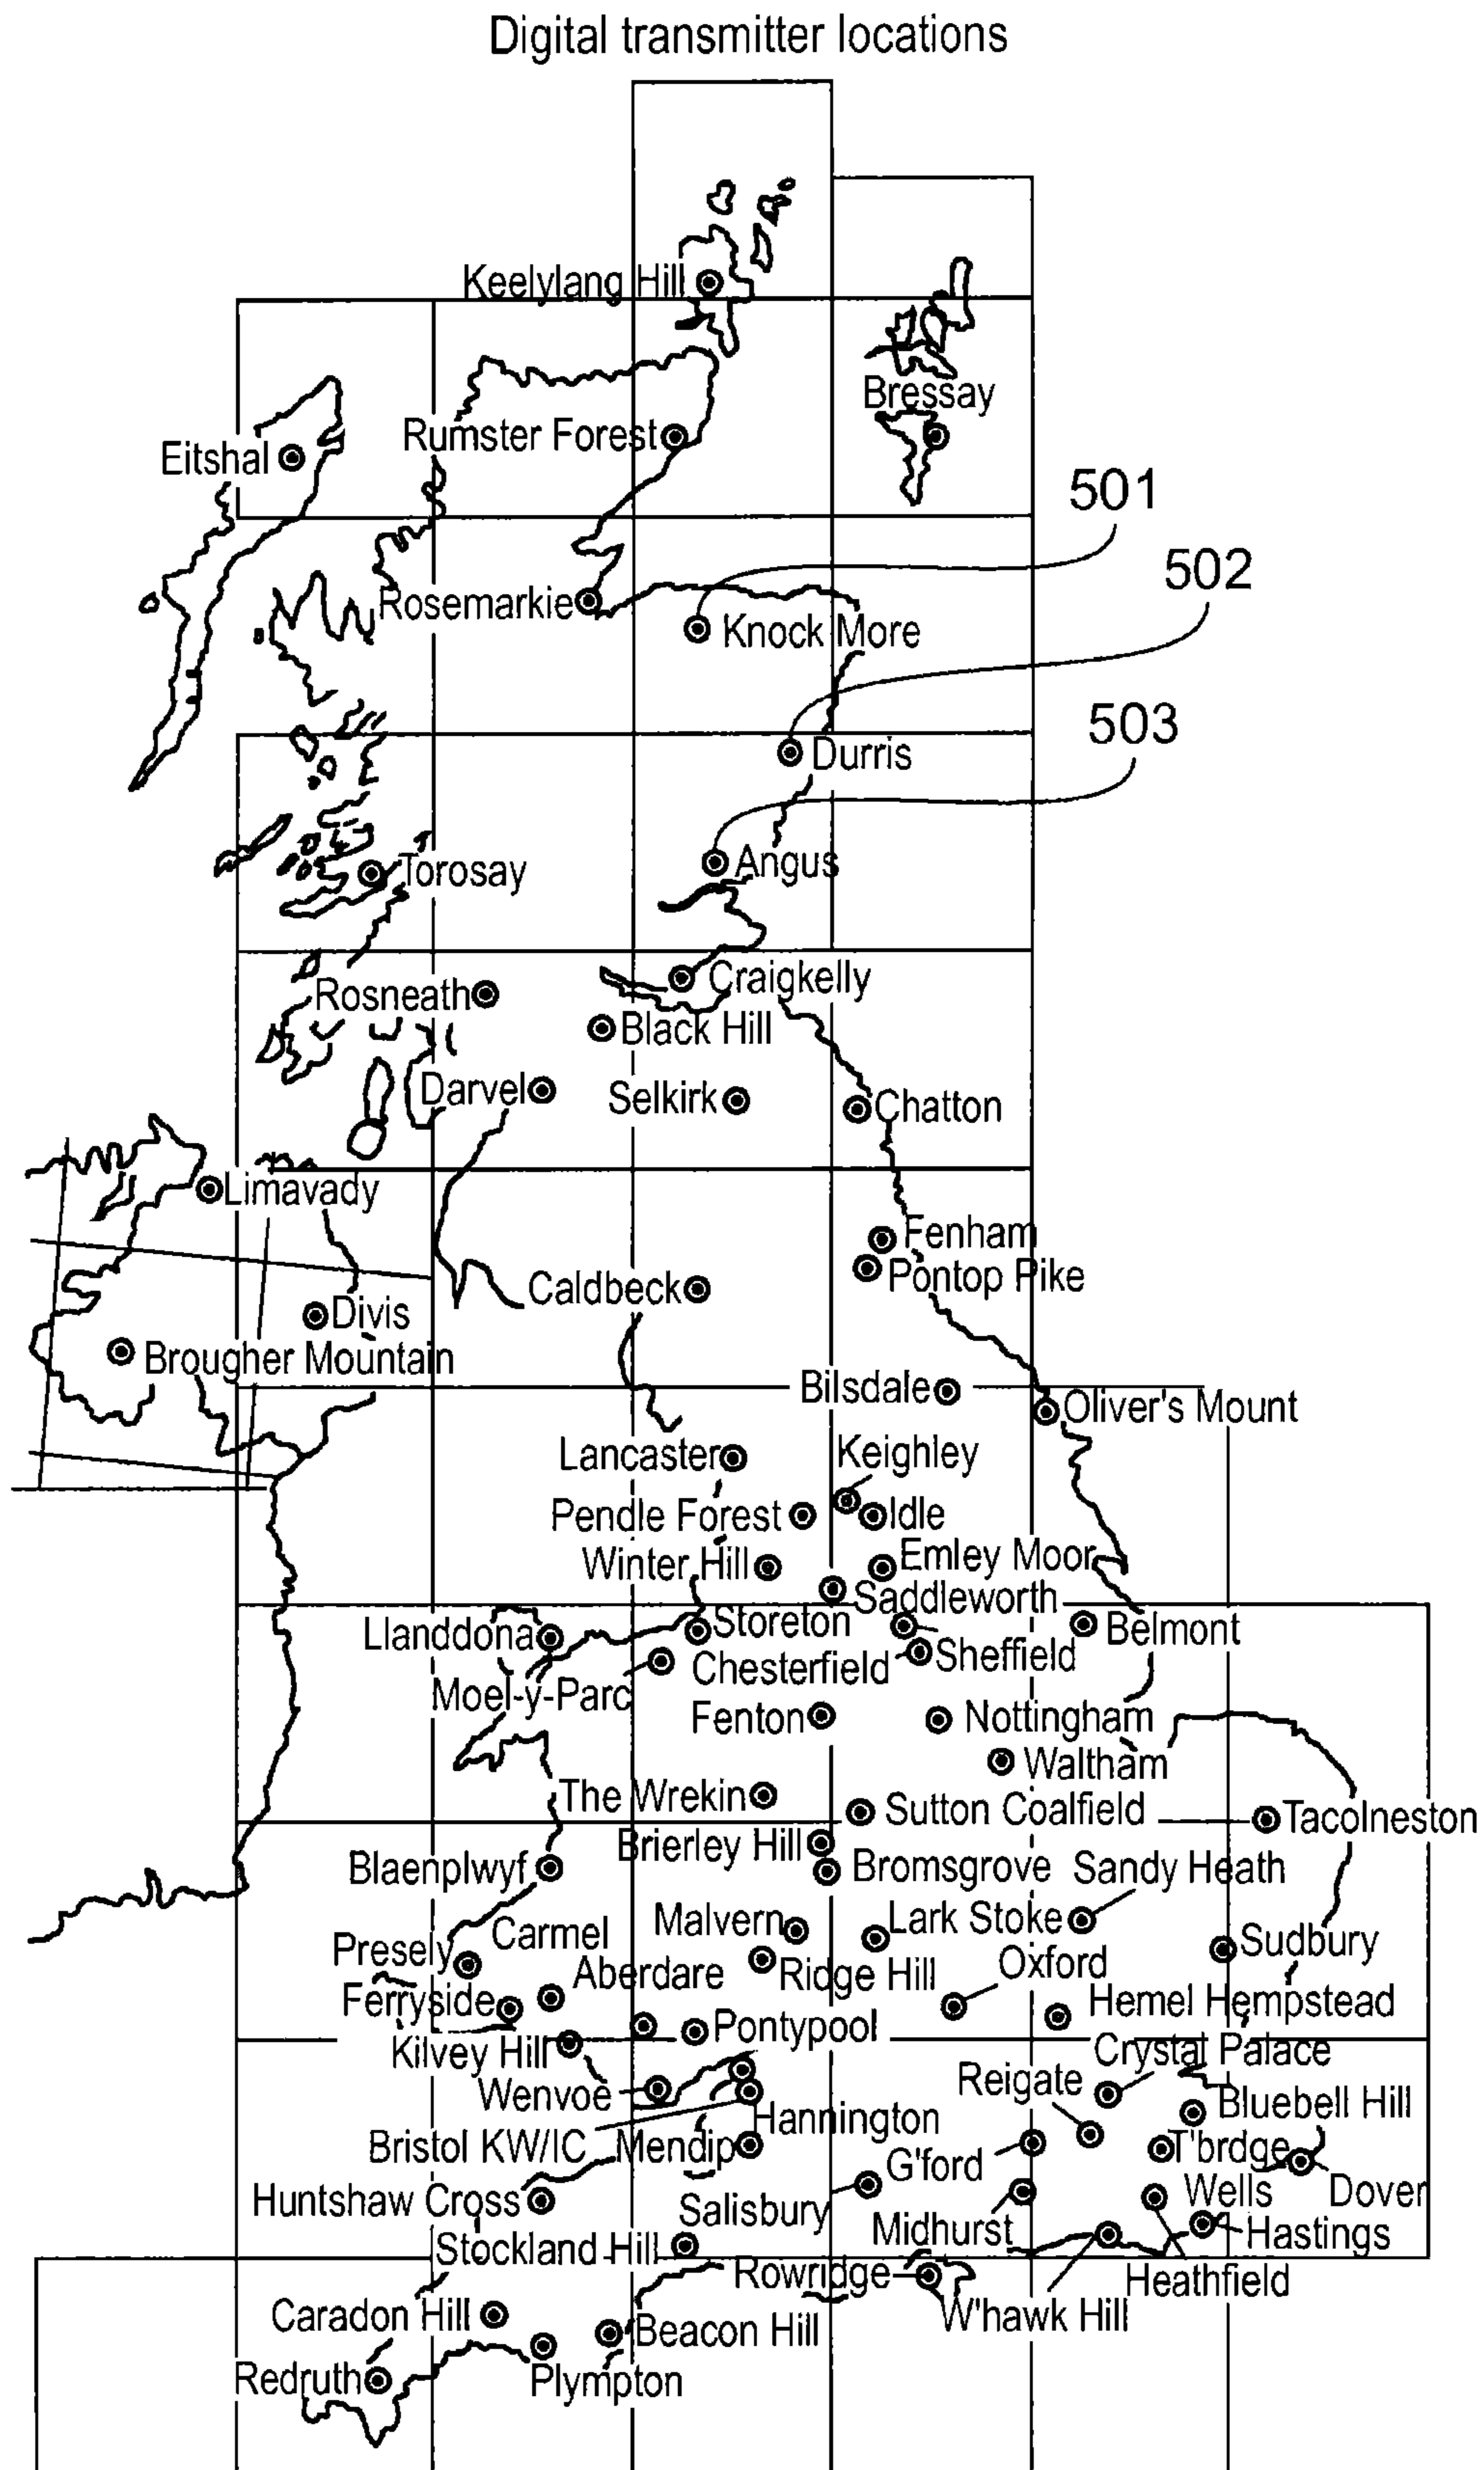 Digital transmitter locations
Keelylang Hill
Bressay
Rumster Forest
Eitshal
501
502
Rosemarkie
Knock More
503
Durris
Angus
Torosay
Craigkelly
Rosneath
Black Hill
Darvel
Selkirk
Chatton
Limavady
Fenham
Pontop Pike
Caldbeck
Divis
Brougher Mountain
Bilsdale
Oliver's Mount
Lancaster
Keighley
Pendle Forest
Idle
Winter Hill
Emley Moor
Saddleworth
Storeton
Llanddona
Belmont
Chesterfield
Sheffield
Moel-y-Parc
Fenton
Nottingham
Waltham
The Wrekin
Sutton Coalfield
Tacolneston
Brierley Hill
Blaenplwyf
Bromsgrove
Sandy Heath
Malvern
Lark Stoke
Carmel
Presely
Sudbury
Oxford
Aberdare
Ridge Hill
Ferryside
Hemel Hempstead
Pontypool
Kilvey Hill
Crystal Palace
Reigate
Wenvoe
Bluebell Hill
Hannington
Bristol KW/IC
Mendip
T'brdge
G'ford
Wells
Dover
Huntshaw Cross
Salisbury
Midhurst
Hastings
Stockland Hill
Rowridge
Heathfield
Caradon Hill
W'hawk Hill
Beacon Hill
Redruth
Plympton